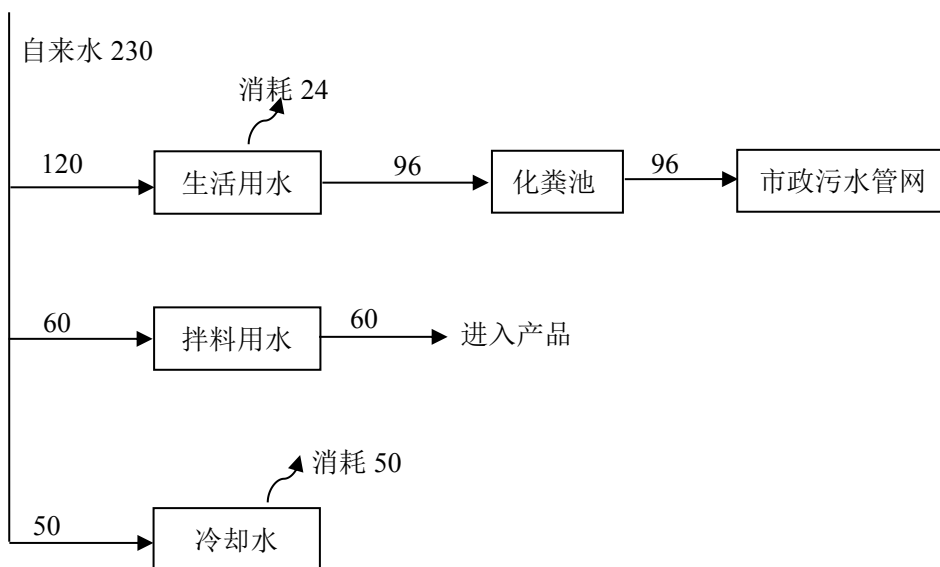 自来水 230
消耗 24
120
生活用水
96
化粪池
96
市政污水管网
60
拌料用水
60
进入产品
消耗 50
50
冷却水